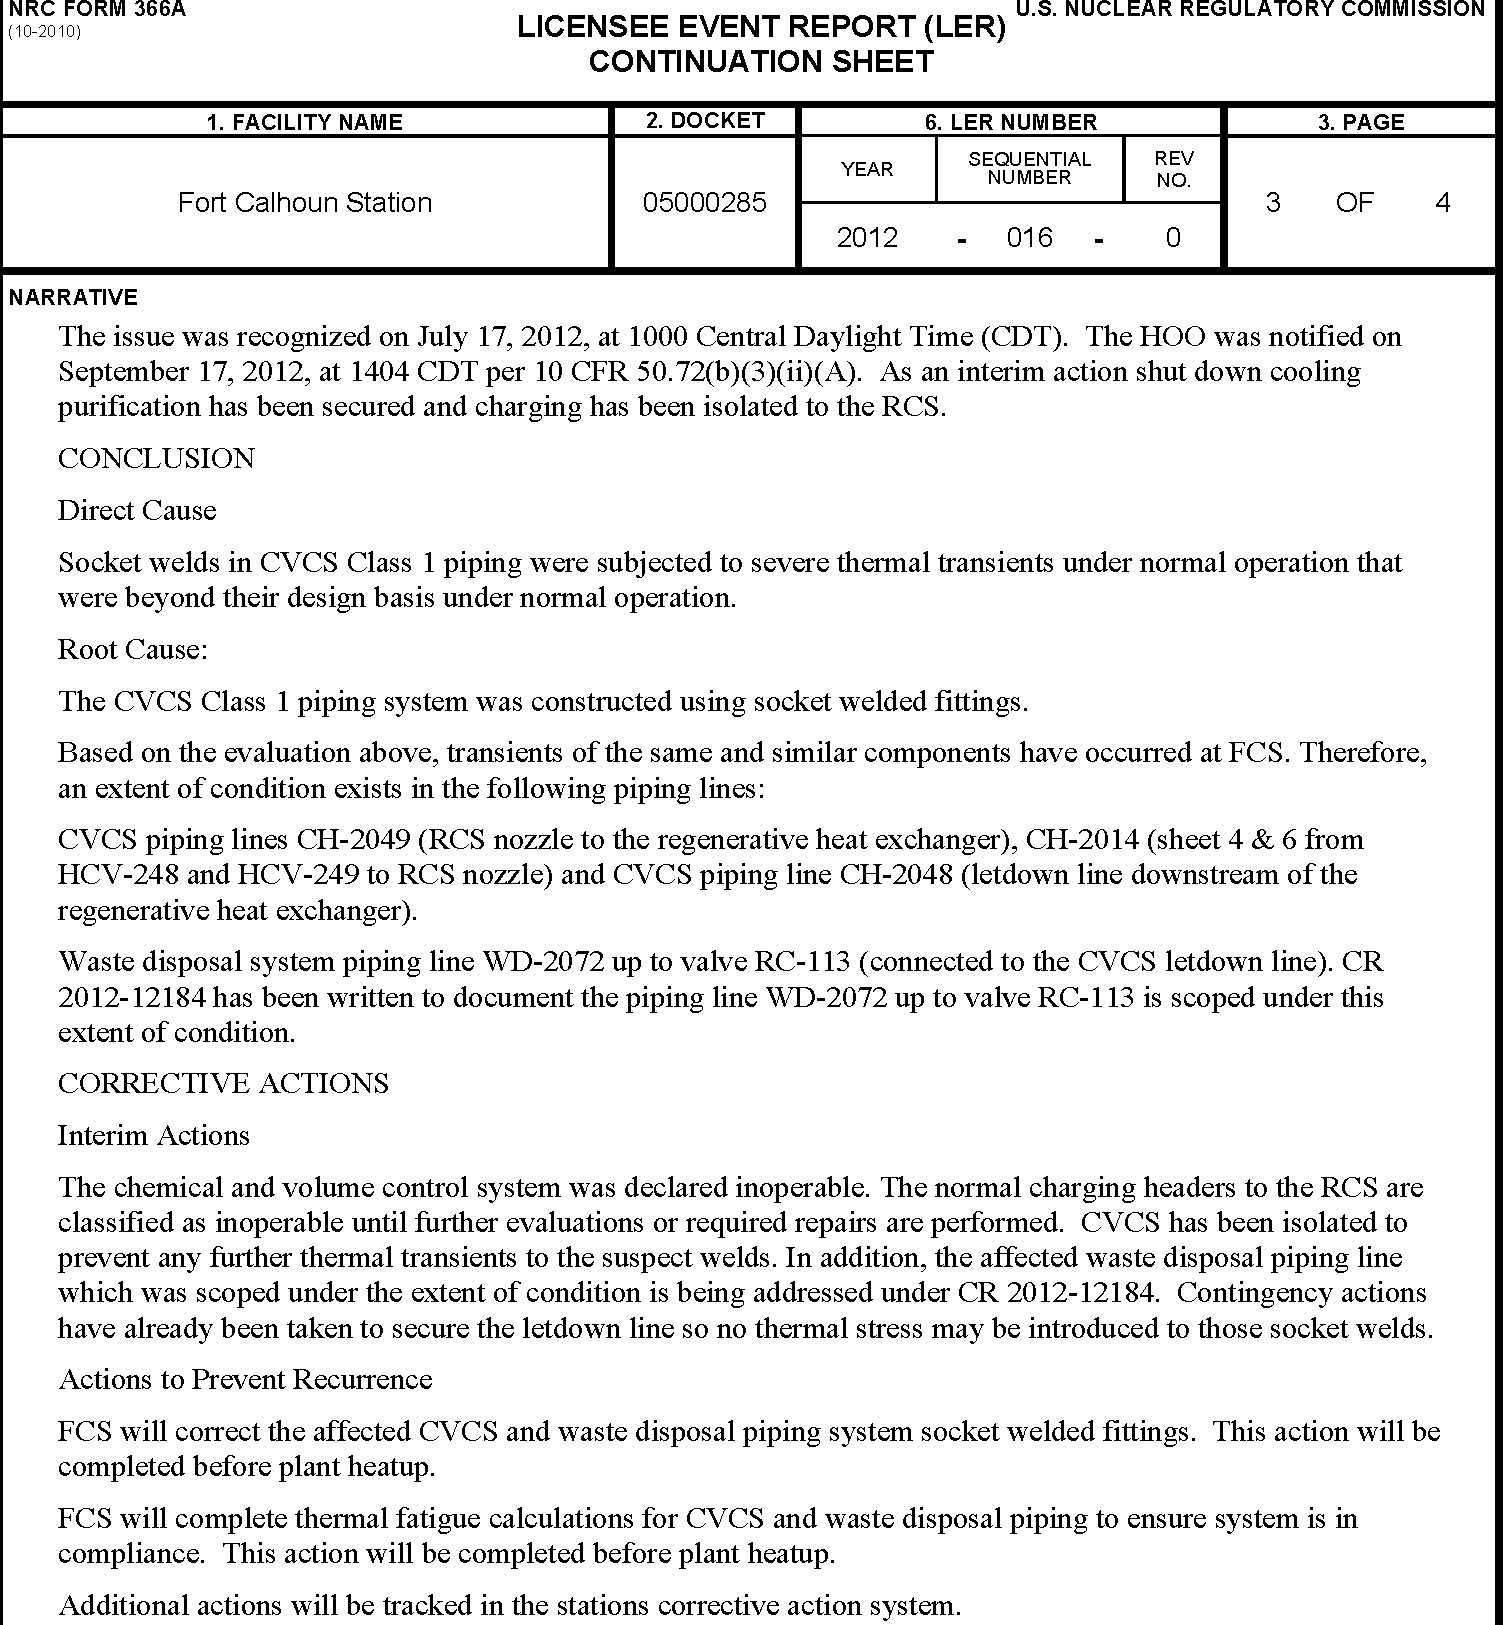 NRC FORM 366A
(10-2010)
U.S. NUCLEAR REGULATORY COMMISSION
LICENSEE EVENT REPORT (LER)
CONTINUATION SHEET
1. FACILITY NAME
2. DOCKET
6. LER NUMBER
3. PAGE
Fort Calhoun Station
05000285
YEAR
SEQUENTIAL
NUMBER
REV
NO.
2012 - 016 - 0
3 OF 4
NARRATIVE
The issue was recognized on July 17, 2012, at 1000 Central Daylight Time (CDT). The HOO was notified on
September 17, 2012, at 1404 CDT per 10 CFR 50.72(b)(3)(ii)(A). As an interim action shut down cooling
purification has been secured and charging has been isolated to the RCS.
CONCLUSION
Direct Cause
Socket welds in CVCS Class 1 piping were subjected to severe thermal transients under normal operation that
were beyond their design basis under normal operation.
Root Cause:
The CVCS Class 1 piping system was constructed using socket welded fittings.
Based on the evaluation above, transients of the same and similar components have occurred at FCS. Therefore,
an extent of condition exists in the following piping lines:
CVCS piping lines CH-2049 (RCS nozzle to the regenerative heat exchanger), CH-2014 (sheet 4 & 6 from
HCV-248 and HCV-249 to RCS nozzle) and CVCS piping line CH-2048 (letdown line downstream of the
regenerative heat exchanger).
Waste disposal system piping line WD-2072 up to valve RC-113 (connected to the CVCS letdown line). CR
2012-12184 has been written to document the piping line WD-2072 up to valve RC-113 is scoped under this
extent of condition.
CORRECTIVE ACTIONS
Interim Actions
The chemical and volume control system was declared inoperable. The normal charging headers to the RCS are
classified as inoperable until further evaluations or required repairs are performed. CVCS has been isolated to
prevent any further thermal transients to the suspect welds. In addition, the affected waste disposal piping line
which was scoped under the extent of condition is being addressed under CR 2012-12184. Contingency actions
have already been taken to secure the letdown line so no thermal stress may be introduced to those socket welds.
Actions to Prevent Recurrence
FCS will correct the affected CVCS and waste disposal piping system socket welded fittings. This action will be
completed before plant heatup.
FCS will complete thermal fatigue calculations for CVCS and waste disposal piping to ensure system is in
compliance. This action will be completed before plant heatup.
Additional actions will be tracked in the stations corrective action system.